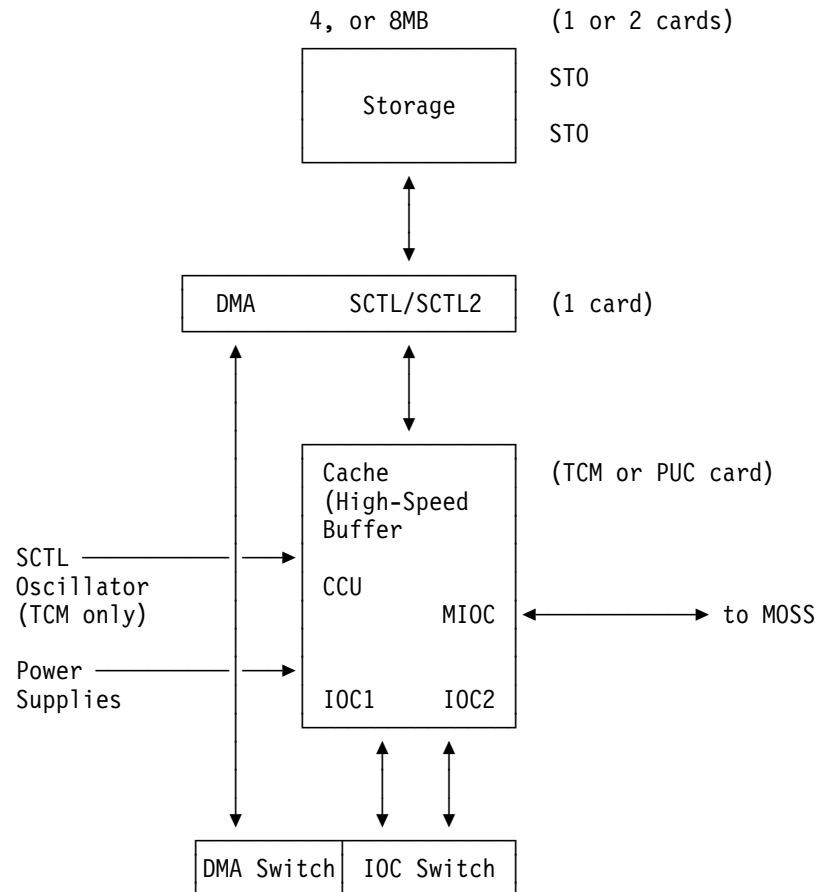 4, or 8MB (1 or 2 cards)
STO
Storage
STO
DMA SCTL/SCTL2 (1 card)
Cache (TCM or PUC card)
(High-Speed
Buffer
SCTL
Oscillator CCU
(TCM only) MIOC to MOSS
Power
Supplies IOC1 IOC2
DMA Switch IOC Switch